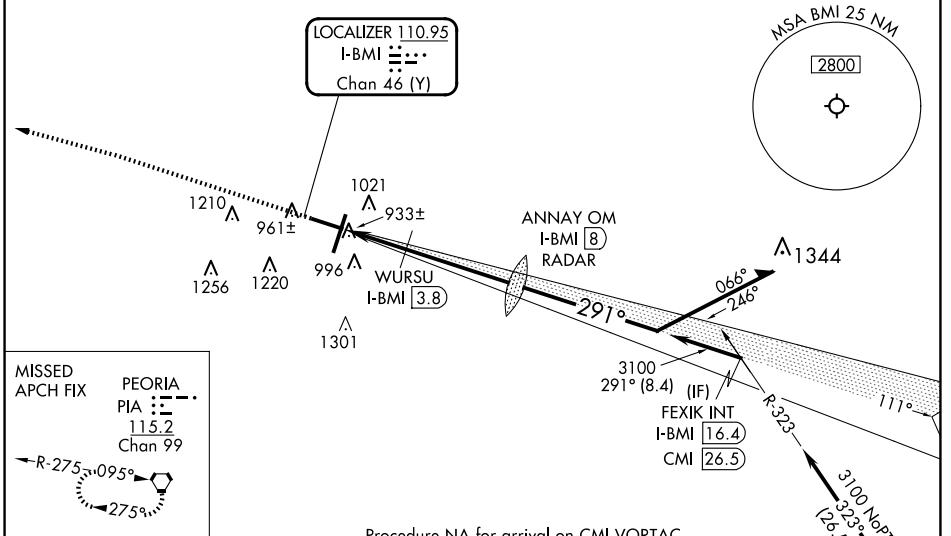 LOCALIZER 110.95
I-BMI
Chan 46 (Y)
MSA BMI 25 NM
2800
1210
961±
1021
933±
1256
1220
996
WURSU
I-BMI 3.8
1301
ANNAY OM
I-BMI 8
RADAR
1344
066°
246°
291°
3100
291° (8.4)
(IF)
FEXIK INT
I-BMI 16.4
CMI 26.5
R-323
111°
3100 NoPT
323°
MISSED
APCH FIX
PEORIA
PIA
115.2
Chan 99
R-275
095°
275°
Procedure NA for arrival on CMI VORTAC